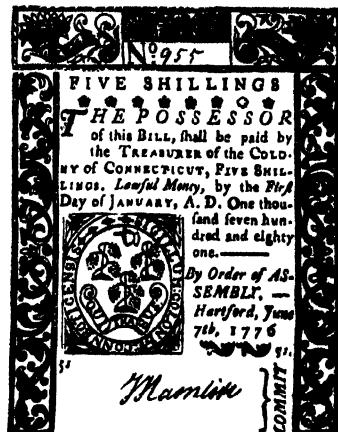 No. 955
FIVE SHILLINGS
THE POSSESSOR
of this BILL, shall be paid by
the TREASURER of the COLO-
NY of CONNECTICUT, FIVE SHIL-
LINGS. Lawful Money, by the First
Day of JANUARY, A. D. One thou-
sand seven hun-
dred and eighty
one.
By Order of AS-
SEMBLY.
Hartford, June
7th, 1776
5s
5s.
COMMIT